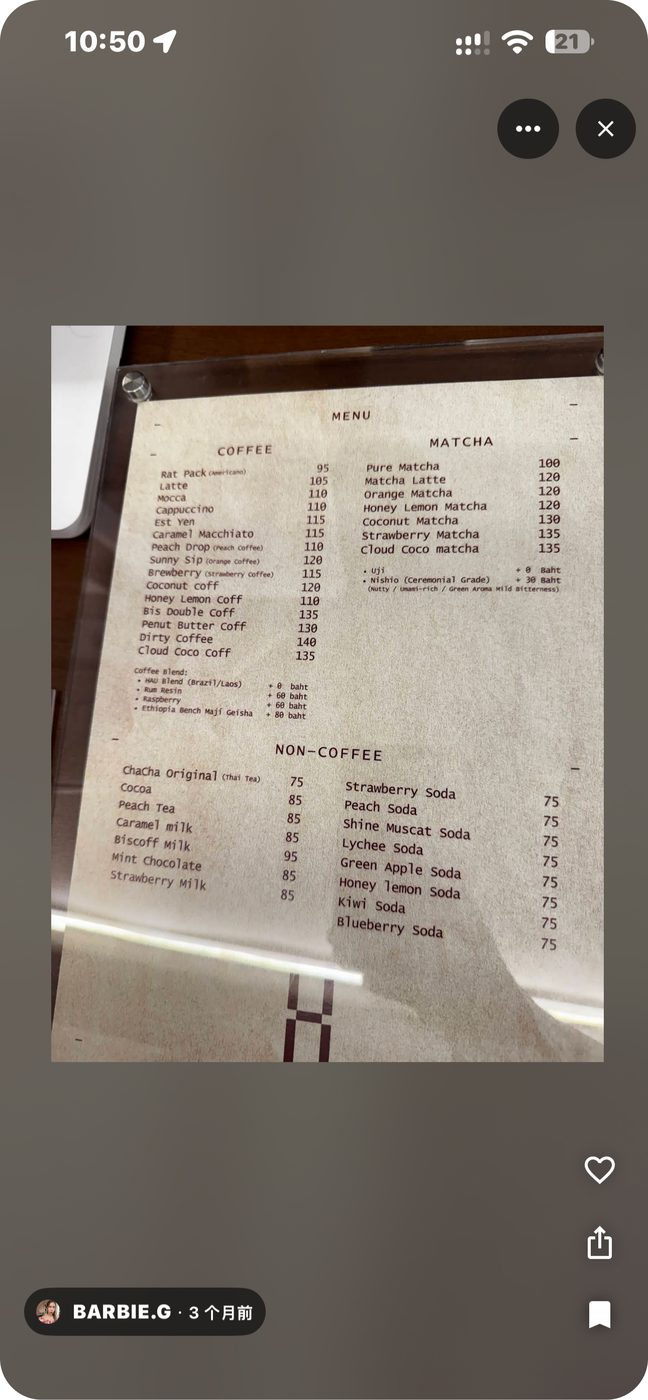 10:50
21
MENU
COFFEE
Rat Pack (Americano) 95
Latte 105
Mocca 110
Cappuccino 110
Est Yen 115
Caramel Macchiato 115
Peach Drop (Peach Coffee) 110
Sunny Sip (Orange Coffee) 120
Brewberry (Strawberry Coffee) 115
Coconut coff 120
Honey Lemon Coff 110
Bis Double Coff 135
Penut Butter Coff 130
Dirty Coffee 140
Cloud Coco Coff 135
Coffee Blend:
• HAU Blend (Brazil/Laos) + 0 baht
• Rum Resin + 60 baht
• Raspberry + 60 baht
• Ethiopia Bench Maji Geisha + 80 baht
MATCHA
Pure Matcha 100
Matcha Latte 120
Orange Matcha 120
Honey Lemon Matcha 120
Coconut Matcha 130
Strawberry Matcha 135
Cloud Coco matcha 135
• Uji + 0 Baht
• Nishio (Ceremonial Grade) + 30 Baht
(Nutty / Umami-rich / Green Aroma Mild Bitterness)
NON-COFFEE
ChaCha Original (Thai Tea) 75
Cocoa 85
Peach Tea 85
Caramel milk 85
Biscoff Milk 95
Mint Chocolate 85
Strawberry Milk 85
Strawberry Soda 75
Peach Soda 75
Shine Muscat Soda 75
Lychee Soda 75
Green Apple Soda 75
Honey lemon Soda 75
Kiwi Soda 75
Blueberry Soda 75
BARBIE.G · 3 个月前